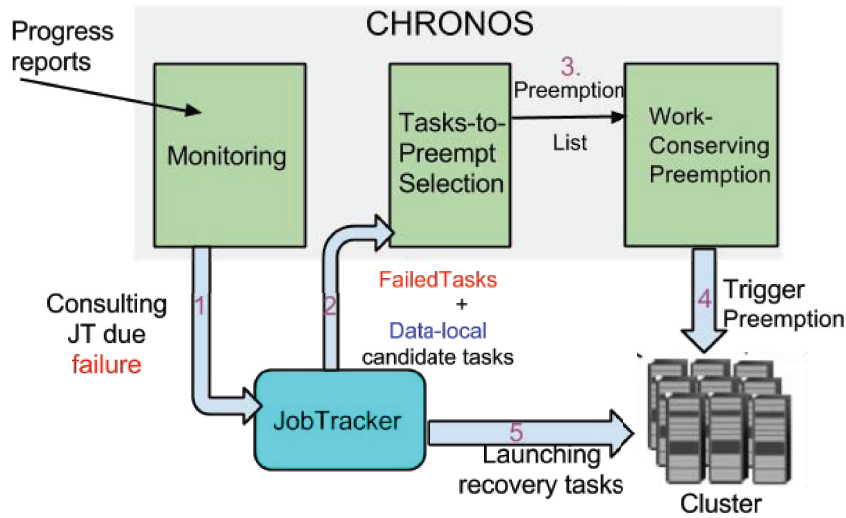 CHRONOS
Progress
reports
Monitoring
Tasks-to-
Preempt
Selection
3.
Preemption
List
Work-
Conserving
Preemption
1
Consulting
JT due
failure
2
FailedTasks
+
Data-local
candidate tasks
4
Trigger
Preemption
JobTracker
5
Launching
recovery tasks
Cluster